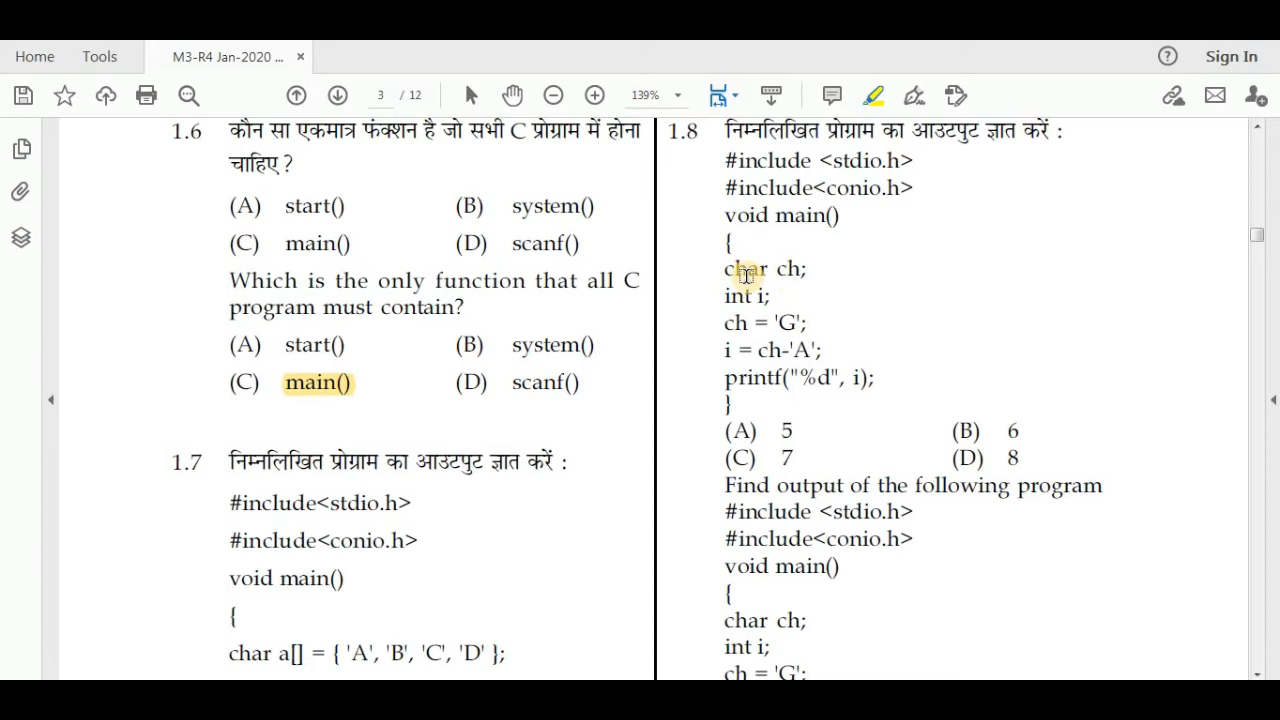 Home Tools M3-R4 Jan-2020 ... × Sign In
3 / 12 139%
1.6 कौन सा एकमात्र फंक्शन है जो सभी C प्रोग्राम में होना
चाहिए ?
(A) start() (B) system()
(C) main() (D) scanf()
Which is the only function that all C
program must contain?
(A) start() (B) system()
(C) main() (D) scanf()
1.7 निम्नलिखित प्रोग्राम का आउटपुट ज्ञात करें :
#include<stdio.h>
#include<conio.h>
void main()
{
char a[] = { 'A', 'B', 'C', 'D' };
1.8 निम्नलिखित प्रोग्राम का आउटपुट ज्ञात करें :
#include <stdio.h>
#include<conio.h>
void main()
{
char ch;
int i;
ch = 'G';
i = ch-'A';
printf("%d", i);
}
(A) 5 (B) 6
(C) 7 (D) 8
Find output of the following program
#include <stdio.h>
#include<conio.h>
void main()
{
char ch;
int i;
ch = 'G';